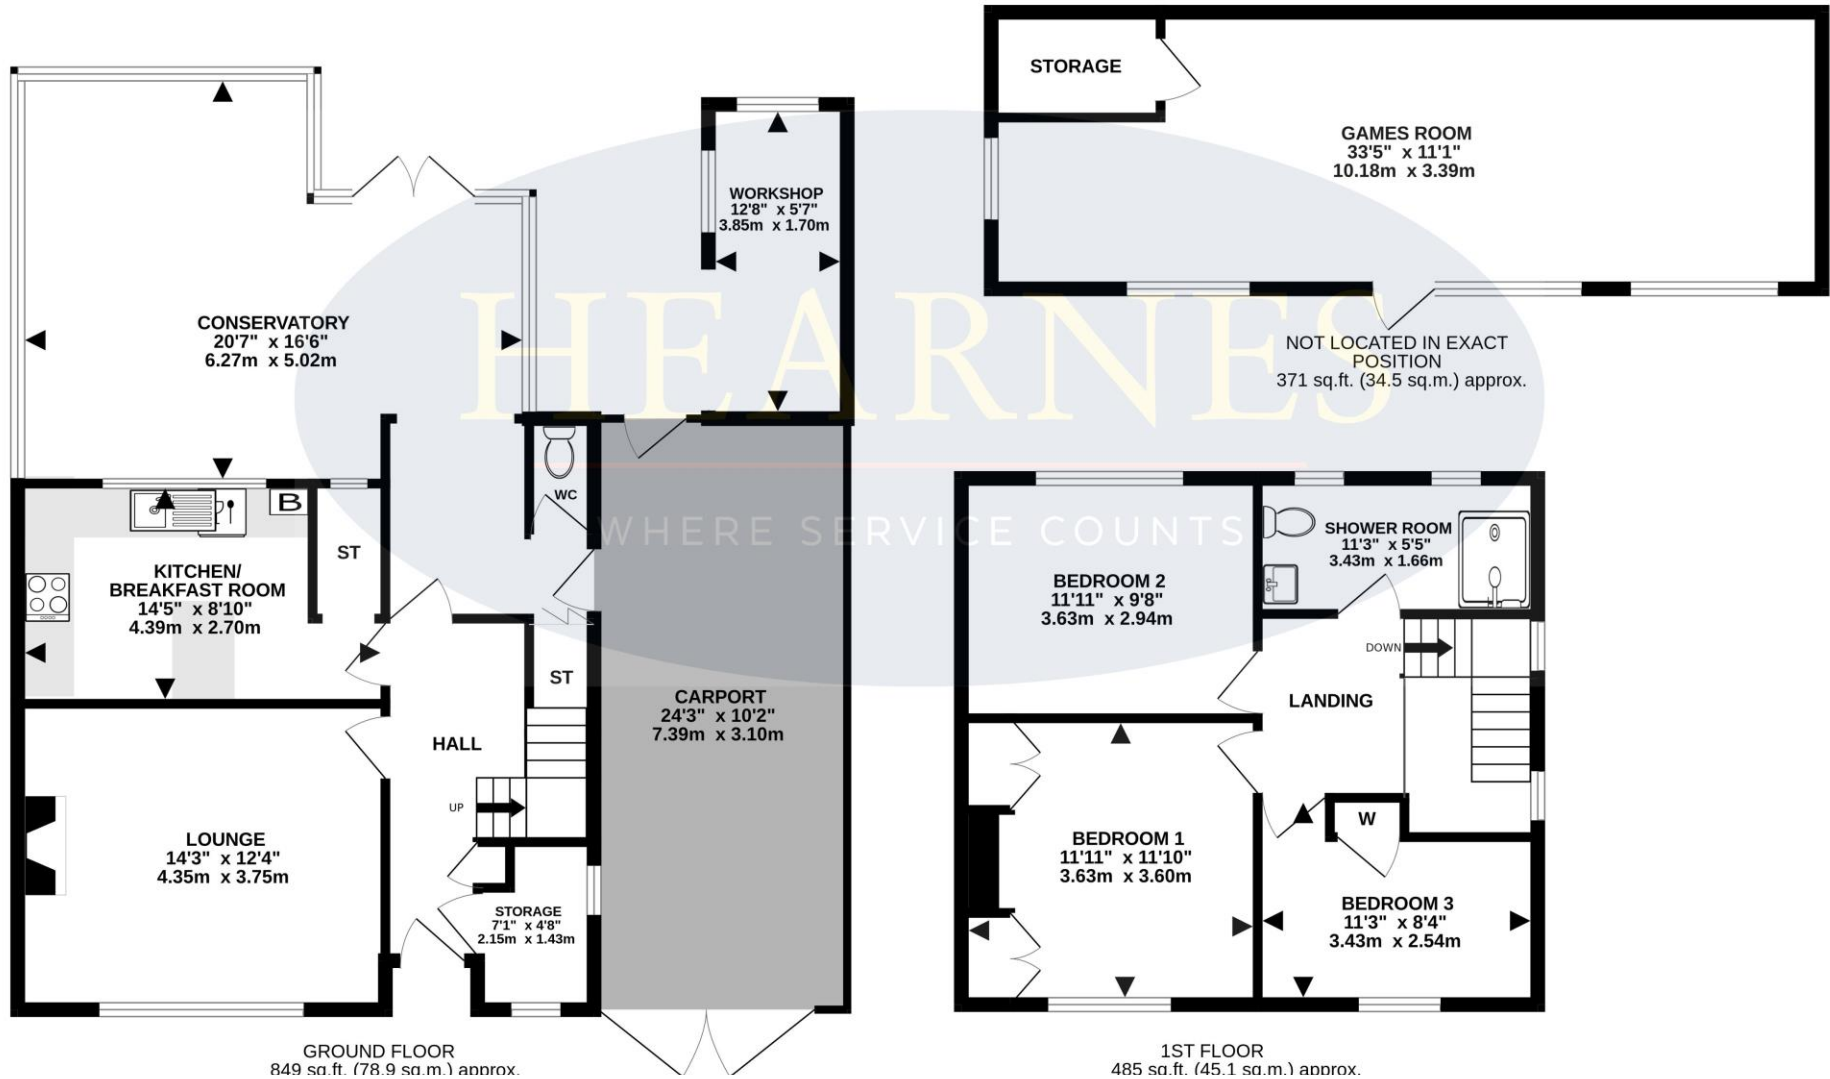 STORAGE
GAMES ROOM
33'5" x 11'1"
10.18m x 3.39m
NOT LOCATED IN EXACT
POSITION
371 sq.ft. (34.5 sq.m.) approx.
WORKSHOP
12'8" x 5'7"
3.85m x 1.70m
CONSERVATORY
20'7" x 16'6"
6.27m x 5.02m
HEARNES
WHERE SERVICE COUNTS
B
WC
ST
KITCHEN/
BREAKFAST ROOM
14'5" x 8'10"
4.39m x 2.70m
ST
CARPORT
24'3" x 10'2"
7.39m x 3.10m
HALL
UP
LOUNGE
14'3" x 12'4"
4.35m x 3.75m
STORAGE
7'1" x 4'8"
2.15m x 1.43m
GROUND FLOOR
849 sq.ft. (78.9 sq.m.) approx.
SHOWER ROOM
11'3" x 5'5"
3.43m x 1.66m
BEDROOM 2
11'11" x 9'8"
3.63m x 2.94m
DOWN
LANDING
BEDROOM 1
11'11" x 11'10"
3.63m x 3.60m
W
BEDROOM 3
11'3" x 8'4"
3.43m x 2.54m
1ST FLOOR
485 sq.ft. (45.1 sq.m.) approx.